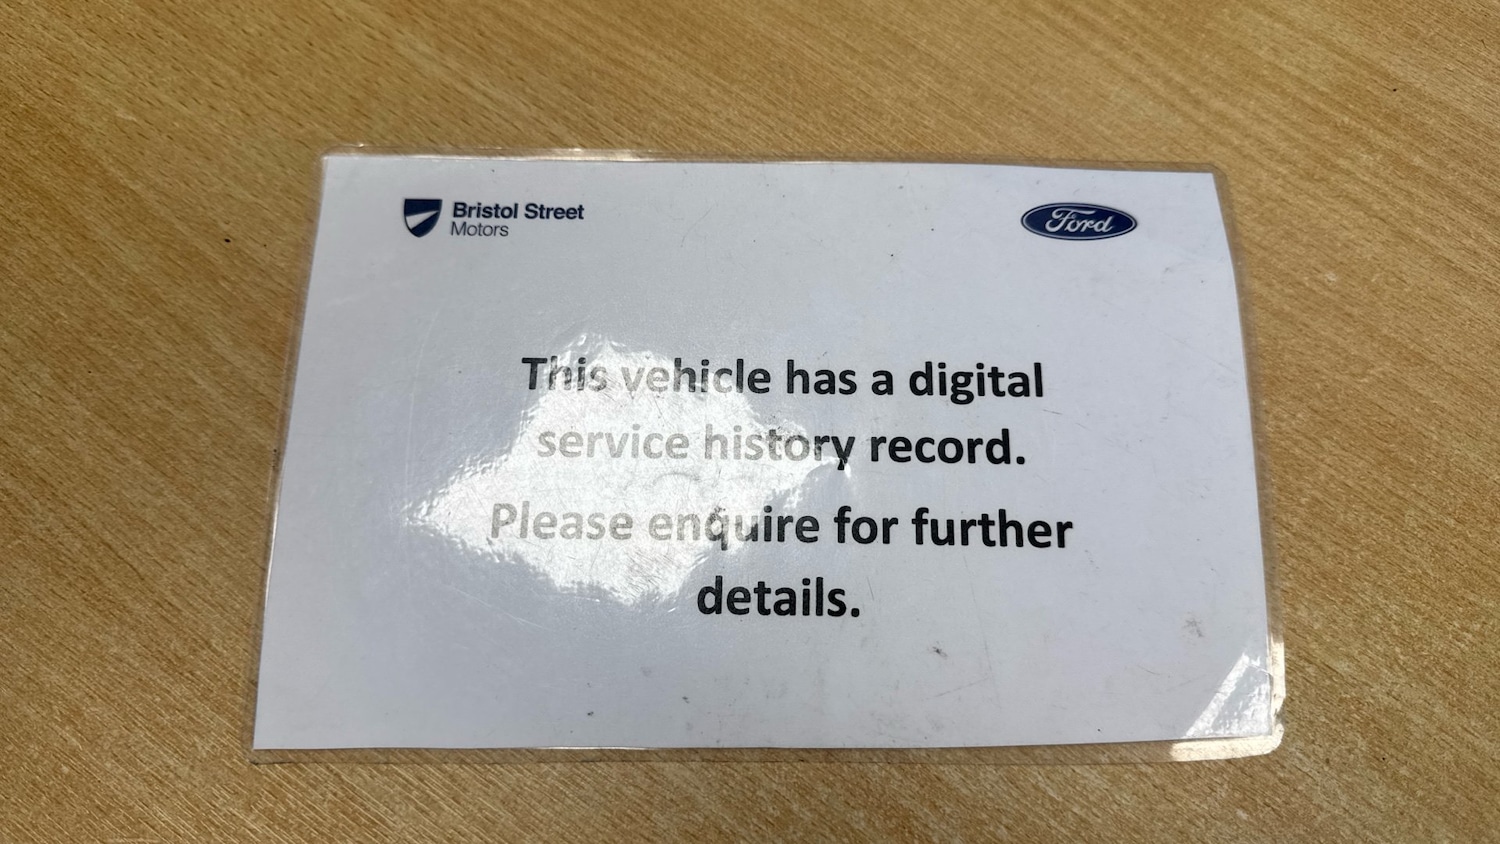 Bristol Street
Motors
Ford
This vehicle has a digital
service history record.
Please enquire for further
details.